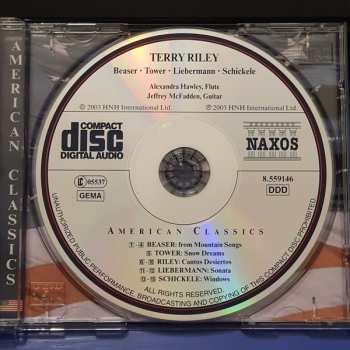 AMERICAN CLASSICS
TERRY RILEY
Beaser • Tower • Liebermann • Schickele
Alexandra Hawley, Flute
Jeffrey McFadden, Guitar
℗ 2003 HNH International Ltd.
© 2003 HNH International Ltd.
COMPACT
disc
DIGITAL AUDIO
NAXOS
LC 05537
GEMA
8.559146
DDD
AMERICAN CLASSICS
BEASER: from Mountain Songs
5 TOWER: Snow Dreams
RILEY: Cantos Desiertos
LIEBERMANN: Sonata
SCHICKELE: Windows
ALL RIGHTS RESERVED.
UNAUTHORIZED PUBLIC PERFORMANCE, BROADCASTING AND COPYING OF THIS COMPACT DISC PROHIBITED.